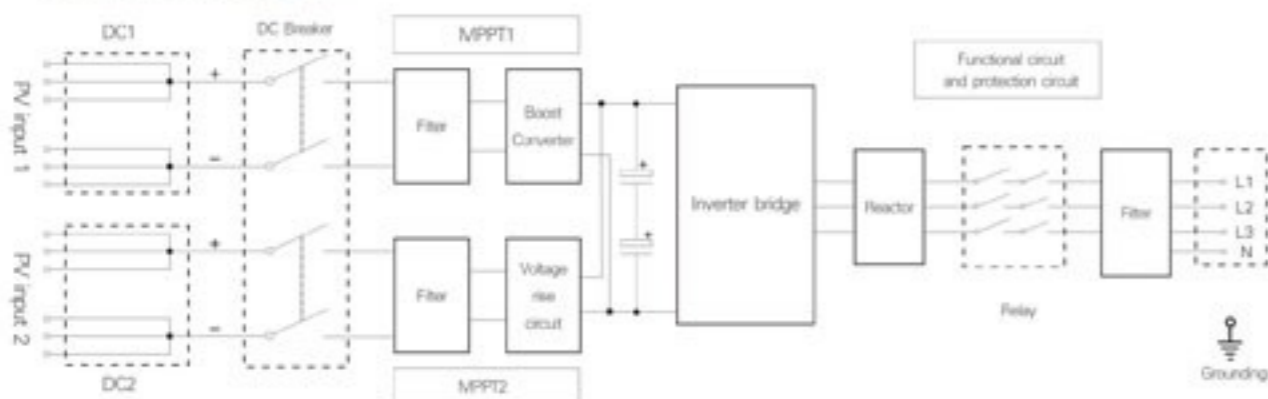 DC1
DC Breaker
MPPT1
PV input 1
+
-
Filter
Boost
Converter
+
+
Inverter bridge
Functional circuit
and protection circuit
Reactor
Relay
Filter
L1
L2
L3
N
PV input 2
+
-
Filter
Voltage
rise
circuit
DC2
MPPT2
Grounding